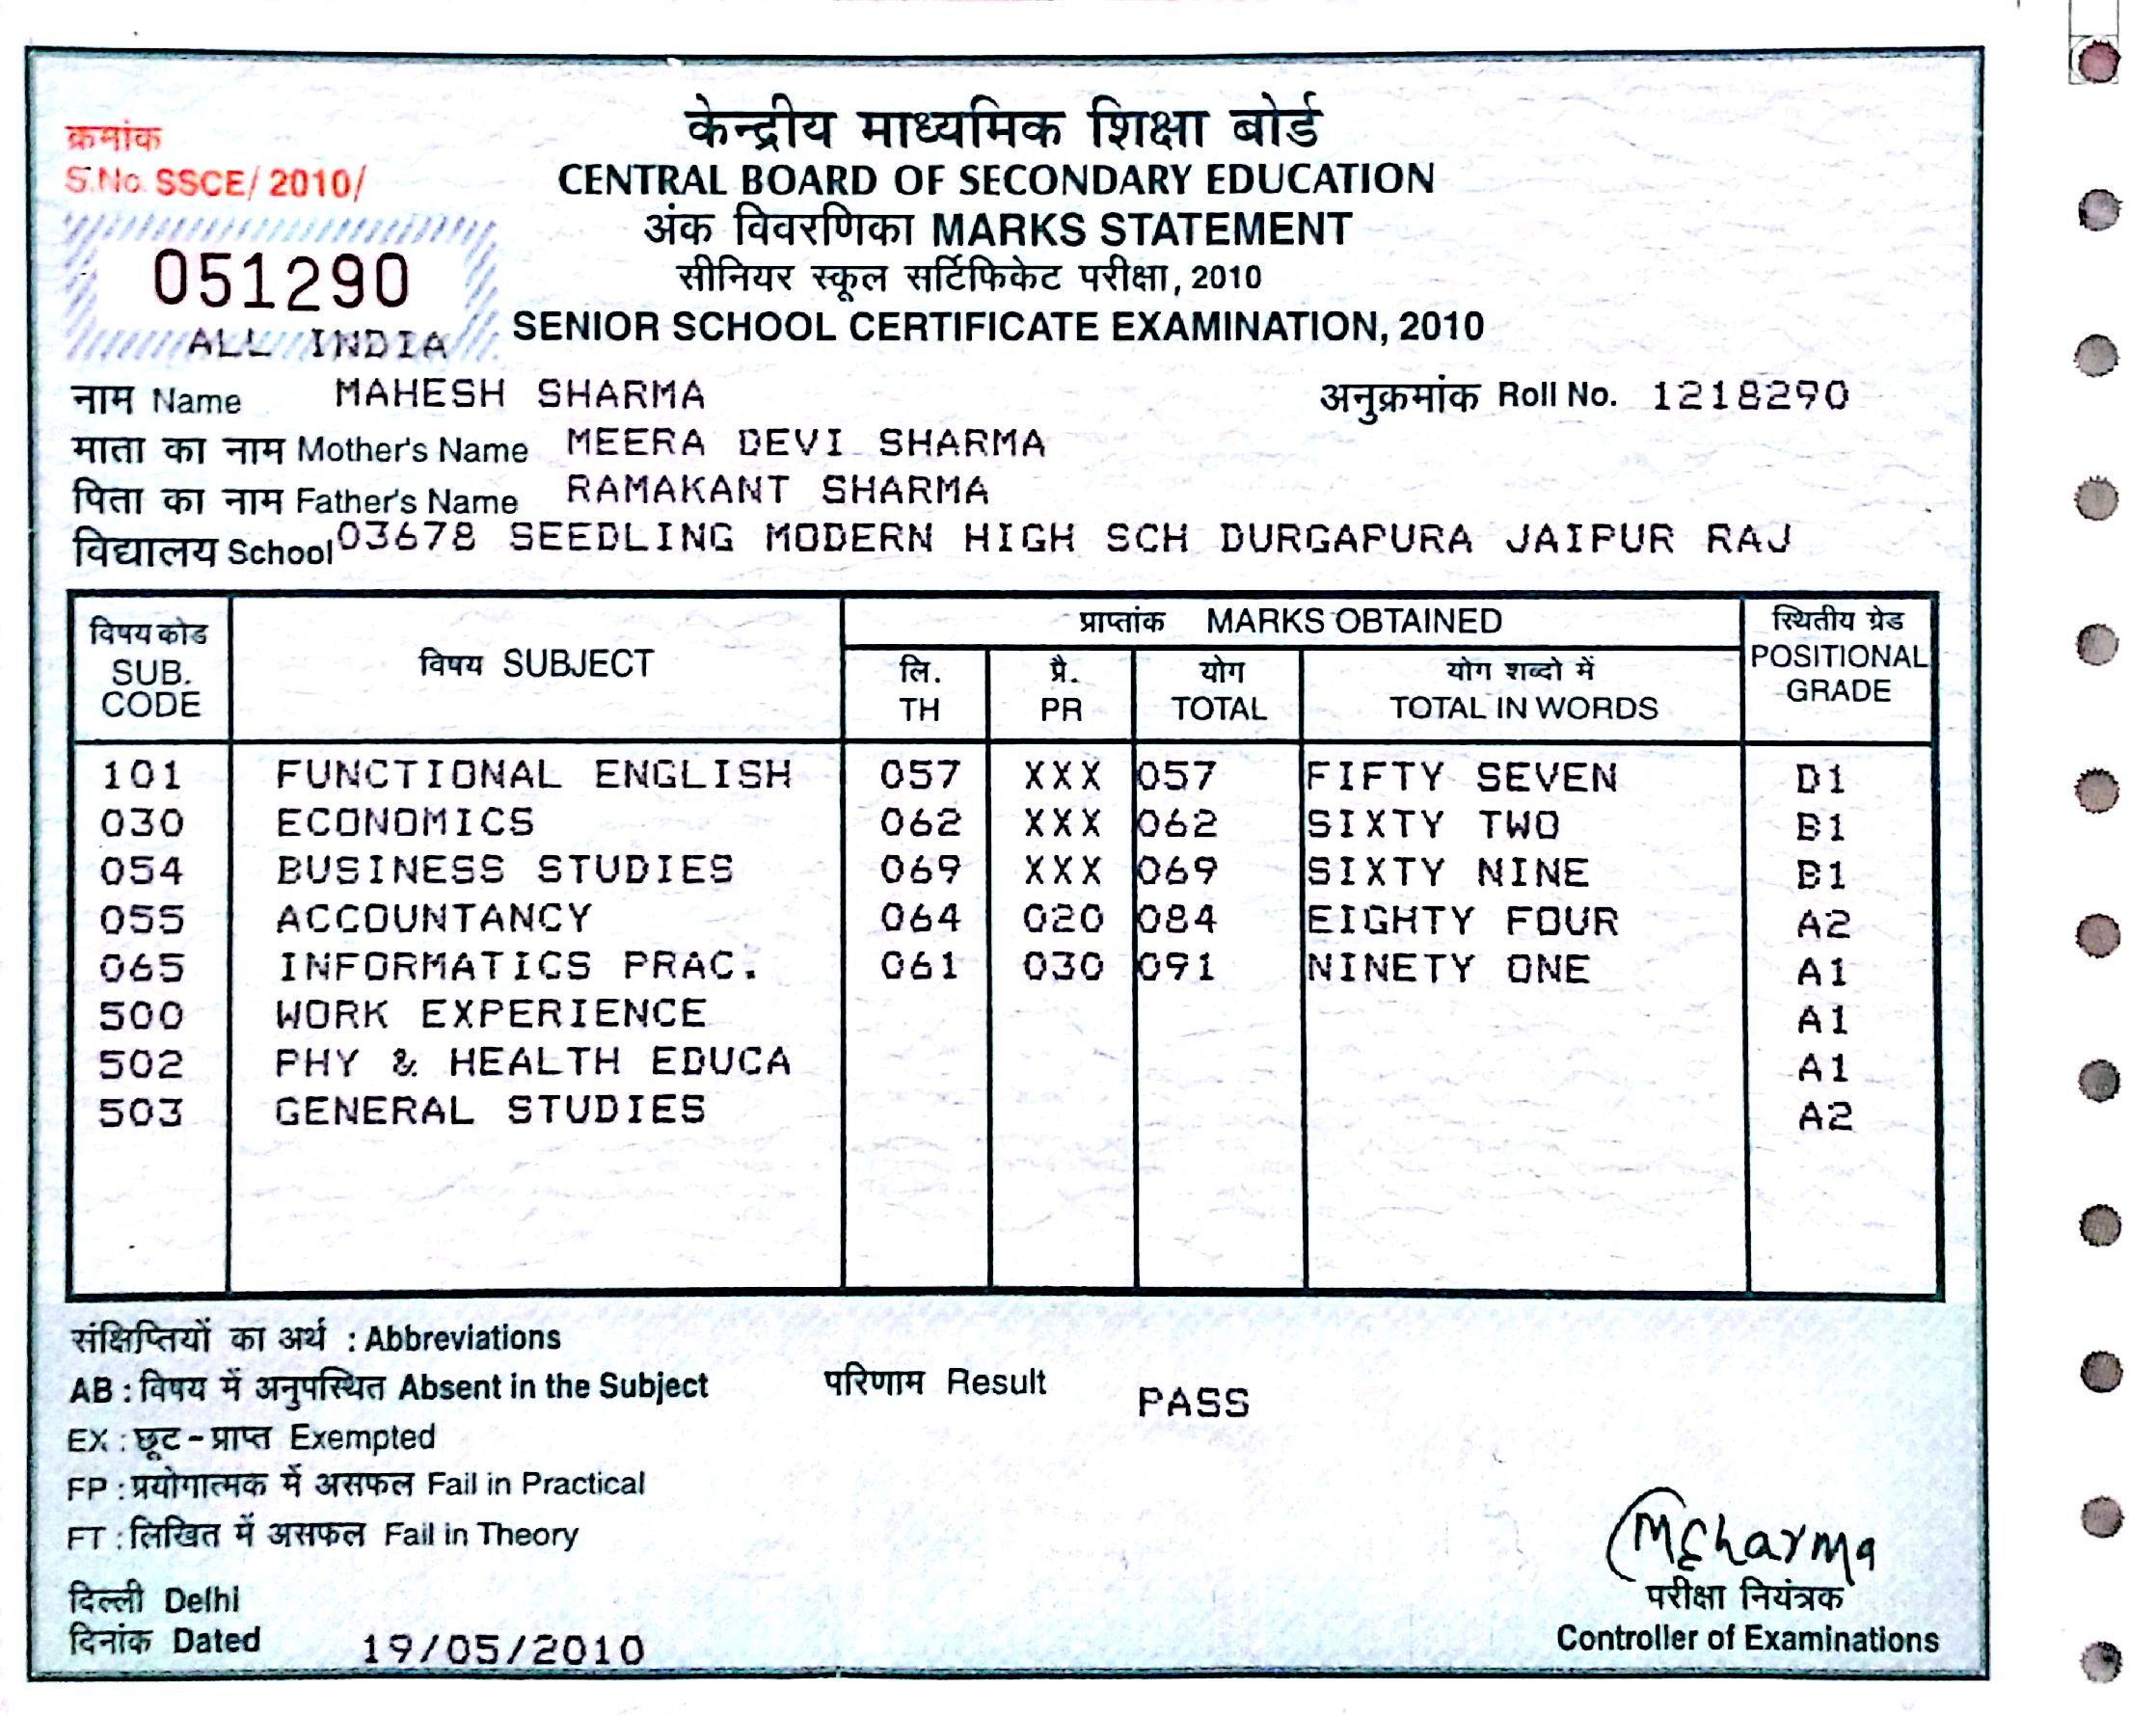 केन्द्रीय माध्यमिक शिक्षा बोर्ड
क्रमांक
S.No. SSCE/ 2010/
CENTRAL BOARD OF SECONDARY EDUCATION
अंक विवरणिका MARKS STATEMENT
051290
सीनियर स्कूल सर्टिफिकेट परीक्षा, 2010
ALL INDIA
SENIOR SCHOOL CERTIFICATE EXAMINATION, 2010
नाम Name MAHESH SHARMA अनुक्रमांक Roll No. 1218290
माता का नाम Mother's Name MEERA DEVI SHARMA
पिता का नाम Father's Name RAMAKANT SHARMA
विद्यालय School 03678 SEEDLING MODERN HIGH SCH DURGAPURA JAIPUR RAJ
विषय कोड SUB. CODE
विषय SUBJECT
प्राप्तांक MARKS OBTAINED
लि. TH
प्रै. PR
योग TOTAL
योग शब्दो में TOTAL IN WORDS
स्थितीय ग्रेड POSITIONAL GRADE
101 FUNCTIONAL ENGLISH 057 XXX 057 FIFTY SEVEN D1
030 ECONOMICS 062 XXX 062 SIXTY TWO B1
054 BUSINESS STUDIES 069 XXX 069 SIXTY NINE B1
055 ACCOUNTANCY 064 020 084 EIGHTY FOUR A2
065 INFORMATICS PRAC. 061 030 091 NINETY ONE A1
500 WORK EXPERIENCE A1
502 PHY & HEALTH EDUCA A1
503 GENERAL STUDIES A2
संक्षिप्तियों का अर्थ : Abbreviations
AB : विषय में अनुपस्थित Absent in the Subject परिणाम Result PASS
EX : छूट - प्राप्त Exempted
FP : प्रयोगात्मक में असफल Fail in Practical
FT : लिखित में असफल Fail in Theory
MCharma
दिल्ली Delhi परीक्षा नियंत्रक
दिनांक Dated 19/05/2010 Controller of Examinations